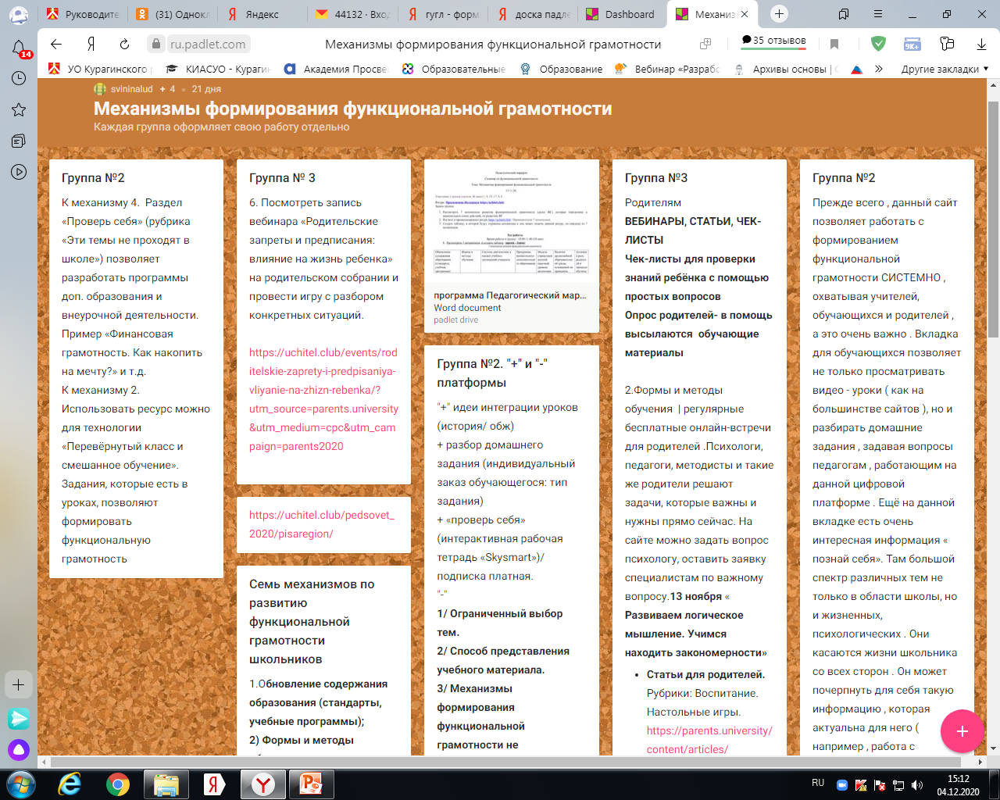 Руководите
(31) Однокл
Яндекс
44132 · Вход
гугл - форм
доска падле
Dashboard
Механиз
14
ru.padlet.com
Механизмы формирования функциональной грамотности
35 отзывов
9K+
УО Курагинского р
КИАСУО - Курагин
Академия Просве
Образовательные
Образование
Вебинар «Разрабо
Архивы основы | С
Другие закладки
svininalud + 4 • 21 дня
Механизмы формирования функциональной грамотности
Каждая группа оформляет свою работу отдельно
Группа №2
К механизму 4. Раздел
«Проверь себя» (рубрика
«Эти темы не проходят в
школе») позволяет
разработать программы
доп. образования и
внеурочной деятельности.
Пример «Финансовая
грамотность. Как накопить
на мечту?» и т.д.
К механизму 2.
Использовать ресурс можно
для технологии
«Перевёрнутый класс и
смешанное обучение».
Задания, которые есть в
уроках, позволяют
формировать
функциональную
грамотность
Группа № 3
6. Посмотреть запись
вебинара «Родительские
запреты и предписания:
влияние на жизнь ребенка»
на родительском собрании и
провести игру с разбором
конкретных ситуаций.
https://uchitel.club/events/rod
itelskie-zaprety-i-predpisaniya-
vliyanie-na-zhizn-rebenka/?
utm_source=parents.university
&utm_medium=cpc&utm_cam
paign=parents2020
https://uchitel.club/pedsovet_
2020/pisaregion/
Семь механизмов по
развитию
функциональной
грамотности
школьников
1.Обновление содержания
образования (стандарты,
учебные программы);
2) Формы и методы
программа Педагогический мар...
Word document
padlet drive
Группа №2. "+" и "-"
платформы
"+" идеи интеграции уроков
(история/ обж)
+ разбор домашнего
задания (индивидуальный
заказ обучающегося: тип
задания)
+ «проверь себя»
(интерактивная рабочая
тетрадь «Skysmart»)/
подписка платная.
"-"
1/ Ограниченный выбор
тем.
2/ Способ представления
учебного материала.
3/ Механизмы
формирования
функциональной
грамотности не
Группа №3
Родителям
ВЕБИНАРЫ, СТАТЬИ, ЧЕК-
ЛИСТЫ
Чек-листы для проверки
знаний ребёнка с помощью
простых вопросов
Опрос родителей- в помощь
высылаются обучающие
материалы
2.Формы и методы
обучения | регулярные
бесплатные онлайн-встречи
для родителей .Психологи,
педагоги, методисты и такие
же родители решают
задачи, которые важны и
нужны прямо сейчас. На
сайте можно задать вопрос
психологу, оставить заявку
специалистам по важному
вопросу.13 ноября «
Развиваем логическое
мышление. Учимся
находить закономерности»
• Статьи для родителей.
Рубрики: Воспитание.
Настольные игры.
https://parents.university/
content/articles/
Группа №2
Прежде всего , данный сайт
позволяет работать с
формированием
функциональной
грамотности СИСТЕМНО ,
охватывая учителей,
обучающихся и родителей ,
а это очень важно . Вкладка
для обучающихся позволяет
не только просматривать
видео - уроки ( как на
большинстве сайтов ), но и
разбирать домашние
задания , задавая вопросы
педагогам , работающим на
данной цифровой
платформе . Ещё на данной
вкладке есть очень
интересная информация «
познай себя». Там большой
спектр различных тем не
только в области школы, но
и жизненных,
психологических . Они
касаются жизни школьника
со всех сторон . Он может
почерпнуть для себя такую
информацию , которая
актуальна для него (
например , работа с
RU
15:12
04.12.2020